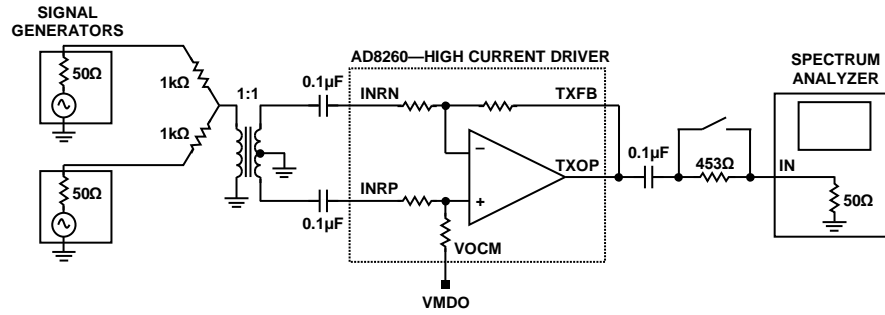 SIGNAL
GENERATORS
50Ω
1kΩ
1kΩ
50Ω
1:1
0.1µF
0.1µF
AD8260—HIGH CURRENT DRIVER
INRN
TXFB
–
+
TXOP
INRP
VOCM
VMDO
0.1µF
453Ω
SPECTRUM
ANALYZER
IN
50Ω